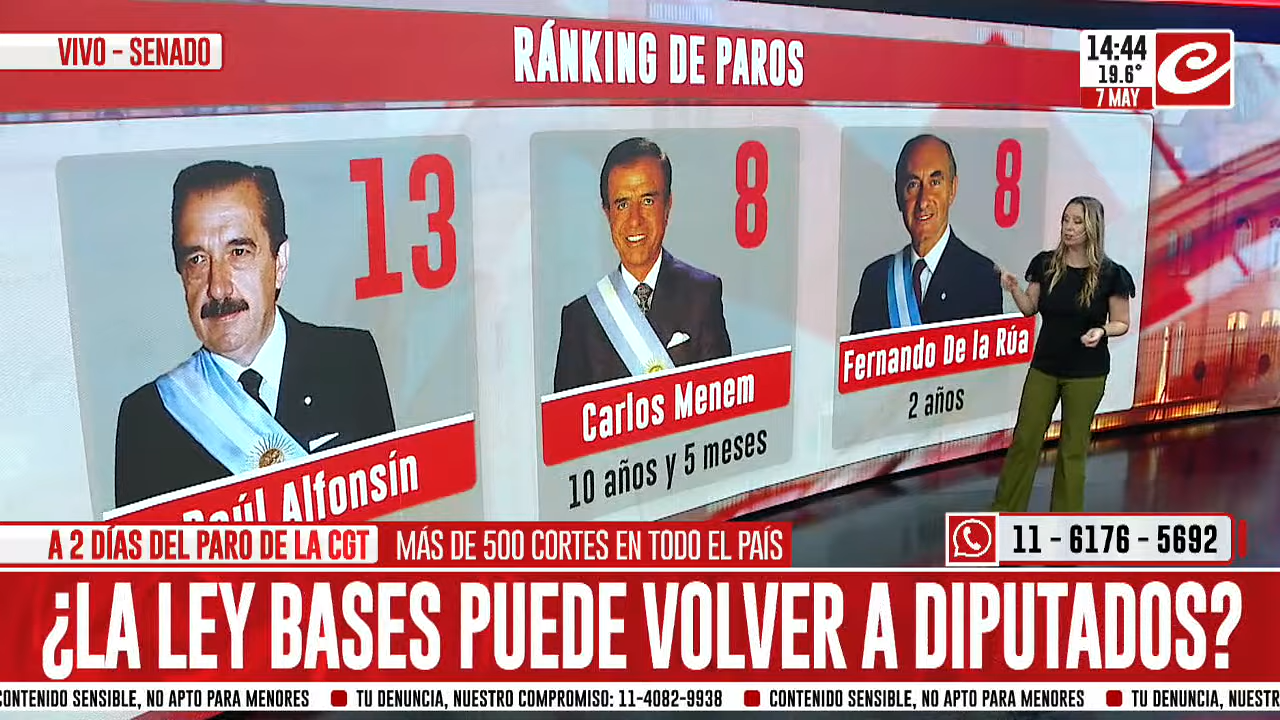 VIVO - SENADO
RÁNKING DE PAROS
14:44
19.6°
7 MAY
13
8
8
Raúl Alfonsín
Carlos Menem
10 años y 5 meses
Fernando De la Rúa
2 años
A 2 DÍAS DEL PARO DE LA CGT
MÁS DE 500 CORTES EN TODO EL PAÍS
11 - 6176 - 5692
¿LA LEY BASES PUEDE VOLVER A DIPUTADOS?
CONTENIDO SENSIBLE, NO APTO PARA MENORES TU DENUNCIA, NUESTRO COMPROMISO: 11-4082-9938 CONTENIDO SENSIBLE, NO APTO PARA MENORES TU DENUNCIA, NUEST